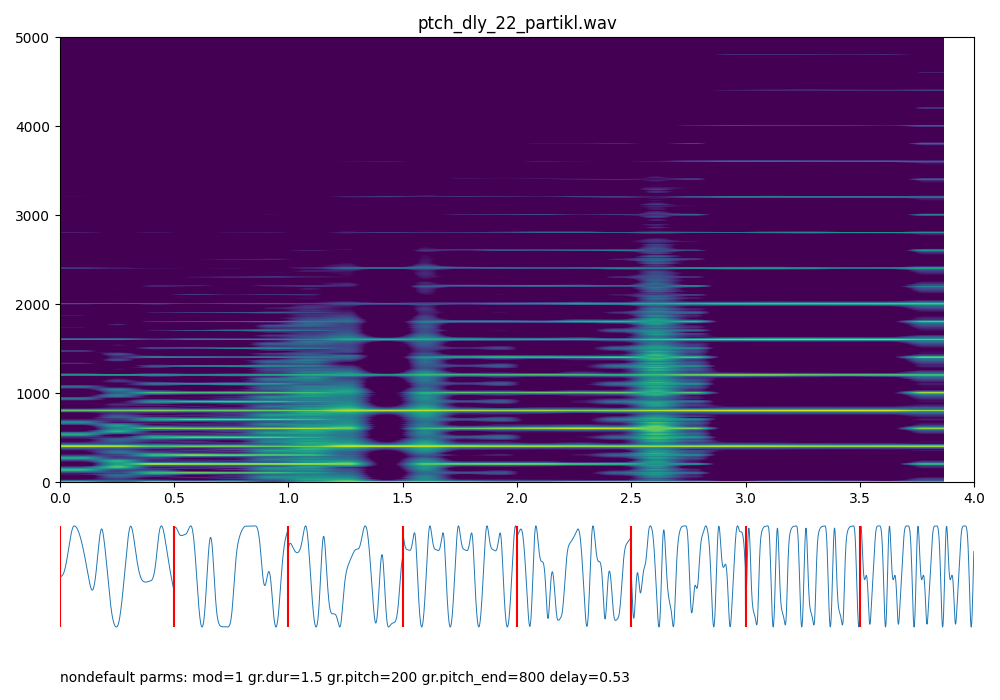 ptch_dly_22_partikl.wav
5000
4000
3000
2000
1000
0
0.0 0.5 1.0 1.5 2.0 2.5 3.0 3.5 4.0
nondefault parms: mod=1 gr.dur=1.5 gr.pitch=200 gr.pitch_end=800 delay=0.53